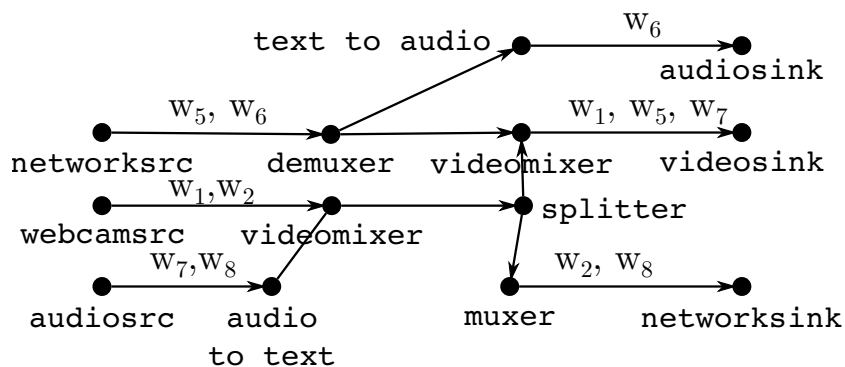 text to audio
w6
audiosink
w5, w6
w1, w5, w7
networksrc
demuxer
videomixer
videosink
w1,w2
webcamsrc
videomixer
splitter
w7,w8
w2, w8
audiosrc
audio
to text
muxer
networksink